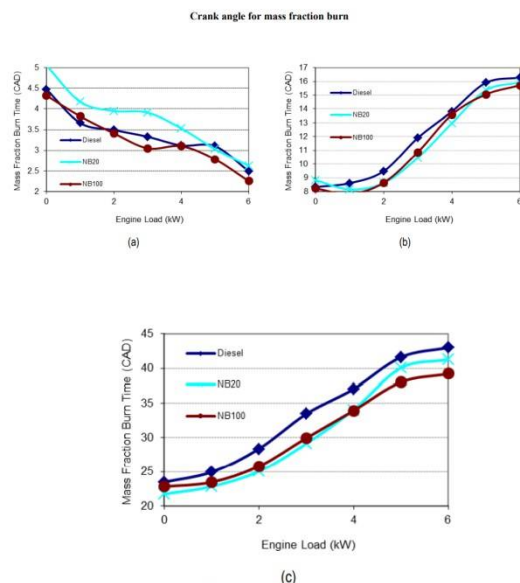 Crank angle for mass fraction burn
Mass Fraction Burn Time (CAD)
5
4.5
4
3.5
3
2.5
2
Diesel
NB20
NB100
0
2
4
6
Engine Load (kW)
(a)
Mass Fraction Burn Time (CAD)
17
16
15
14
13
12
11
10
9
8
Diesel
NB20
NB100
0
2
4
6
Engine Load (kW)
(b)
Mass Fraction Burn Time (CAD)
45
40
35
30
25
20
Diesel
NB20
NB100
0
2
4
6
Engine Load (kW)
(c)